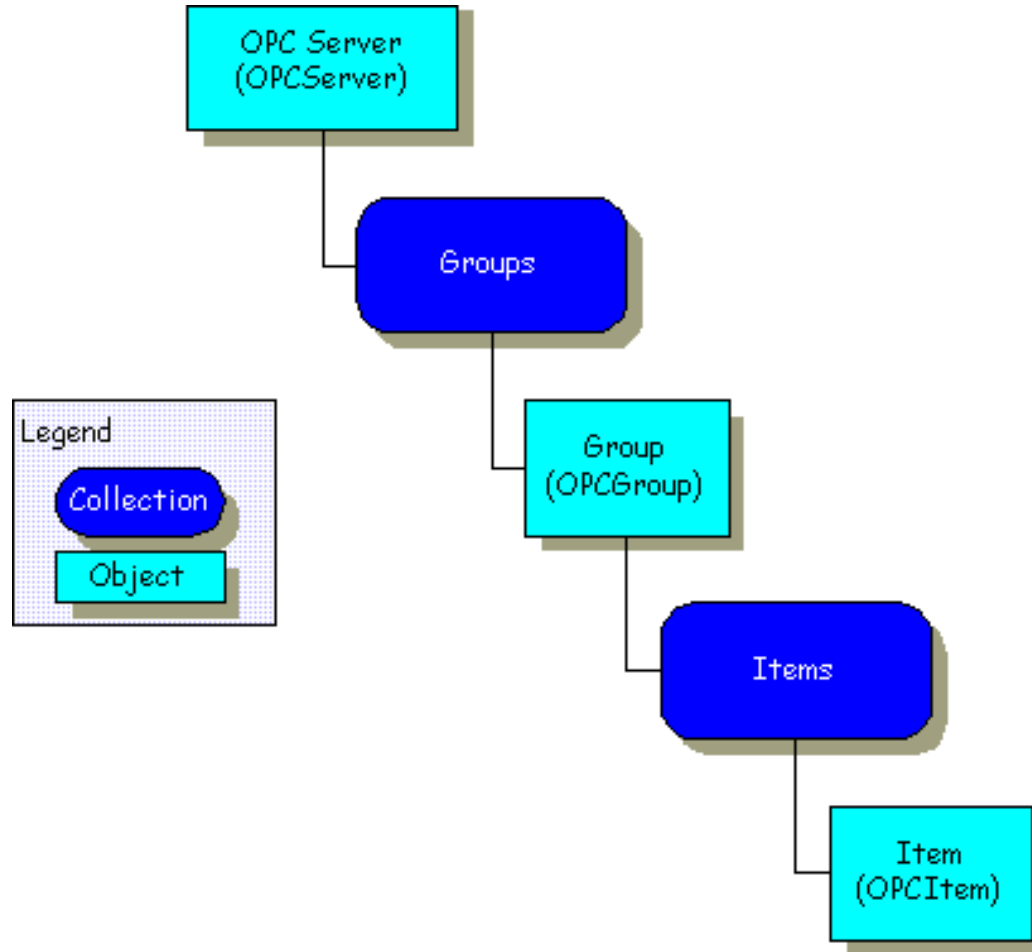 OPC Server
(OPCServer)
Groups
Legend
Collection
Object
Group
(OPCGroup)
Items
Item
(OPCItem)